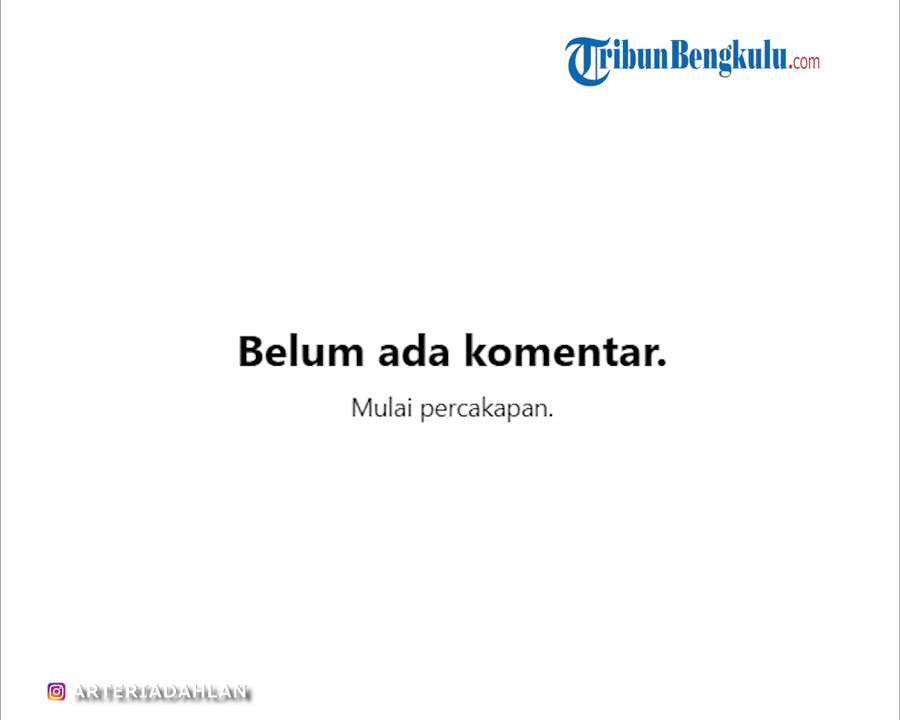 TribunBengkulu.com
Belum ada komentar.
Mulai percakapan.
ARTERIADAHLAN